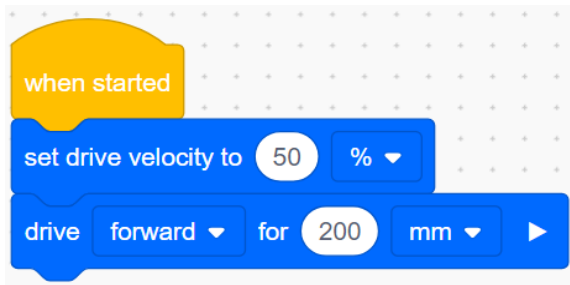 when started
set drive velocity to 50 %
drive forward for 200 mm